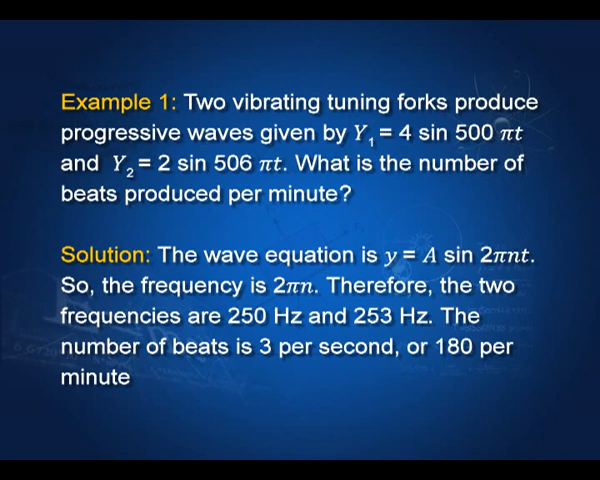 Example 1: Two vibrating tuning forks produce
progressive waves given by Y₁ = 4 sin 500 πt
and Y₂ = 2 sin 506 πt. What is the number of
beats produced per minute?
Solution: The wave equation is y = A sin 2πnt.
So, the frequency is 2πn. Therefore, the two
frequencies are 250 Hz and 253 Hz. The
number of beats is 3 per second, or 180 per
minute